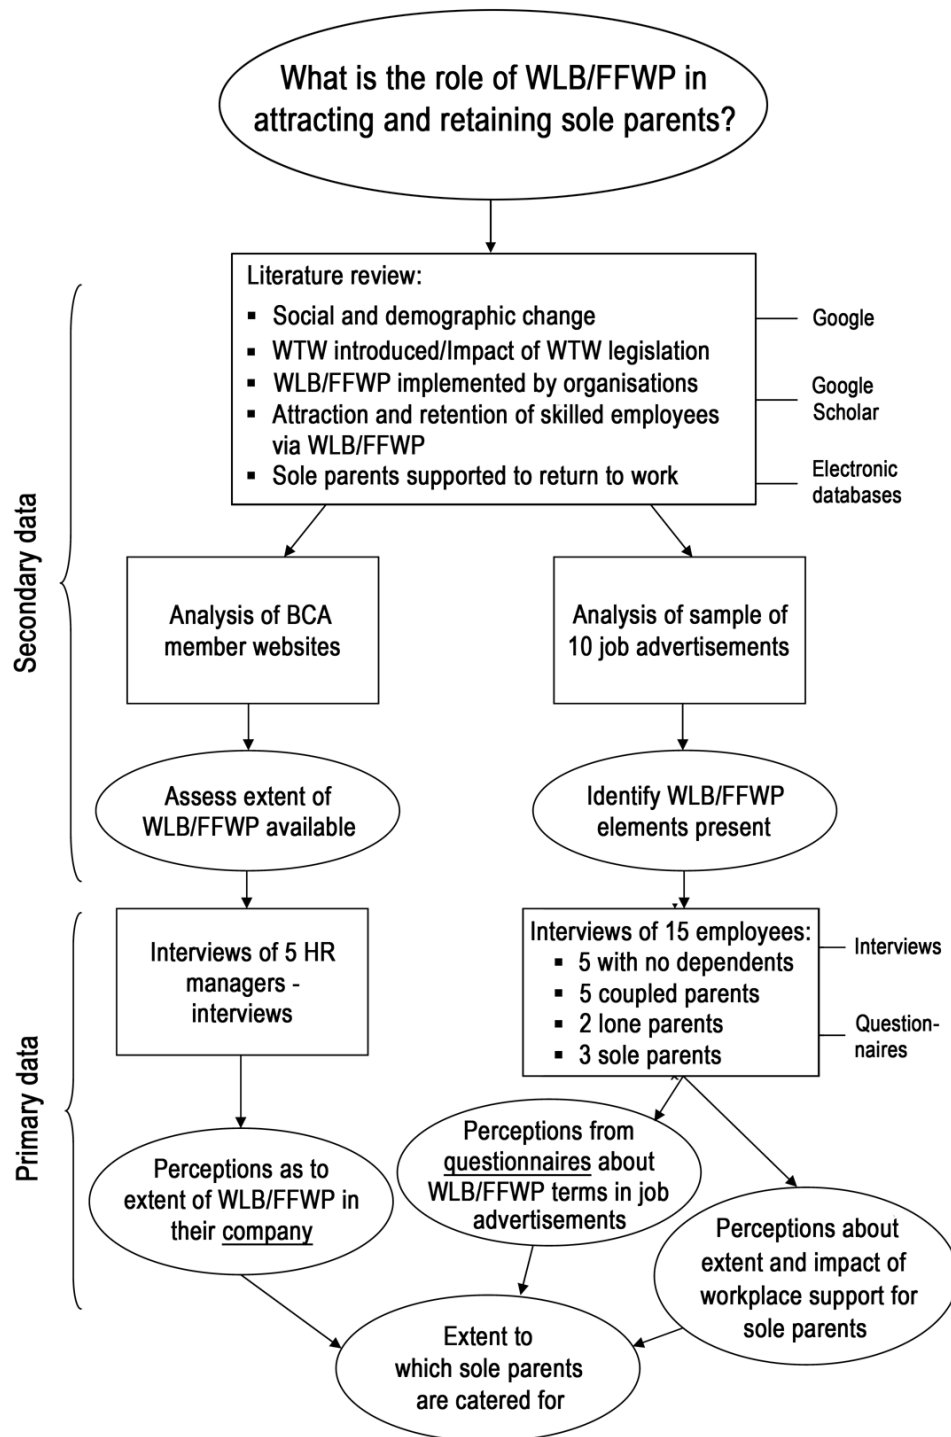 What is the role of WLB/FFWP in
attracting and retaining sole parents?
Literature review:
▪ Social and demographic change
▪ WTW introduced/Impact of WTW legislation
▪ WLB/FFWP implemented by organisations
▪ Attraction and retention of skilled employees
via WLB/FFWP
▪ Sole parents supported to return to work
Google
Google
Scholar
Electronic
databases
Secondary data
Analysis of BCA
member websites
Analysis of sample of
10 job advertisements
Assess extent of
WLB/FFWP available
Identify WLB/FFWP
elements present
Primary data
Interviews of 5 HR
managers -
interviews
Interviews of 15 employees:
▪ 5 with no dependents
▪ 5 coupled parents
▪ 2 lone parents
▪ 3 sole parents
Interviews
Question-
naires
Perceptions as to
extent of WLB/FFWP in
their company
Perceptions from
questionnaires about
WLB/FFWP terms in job
advertisements
Perceptions about
extent and impact of
workplace support for
sole parents
Extent to
which sole parents
are catered for